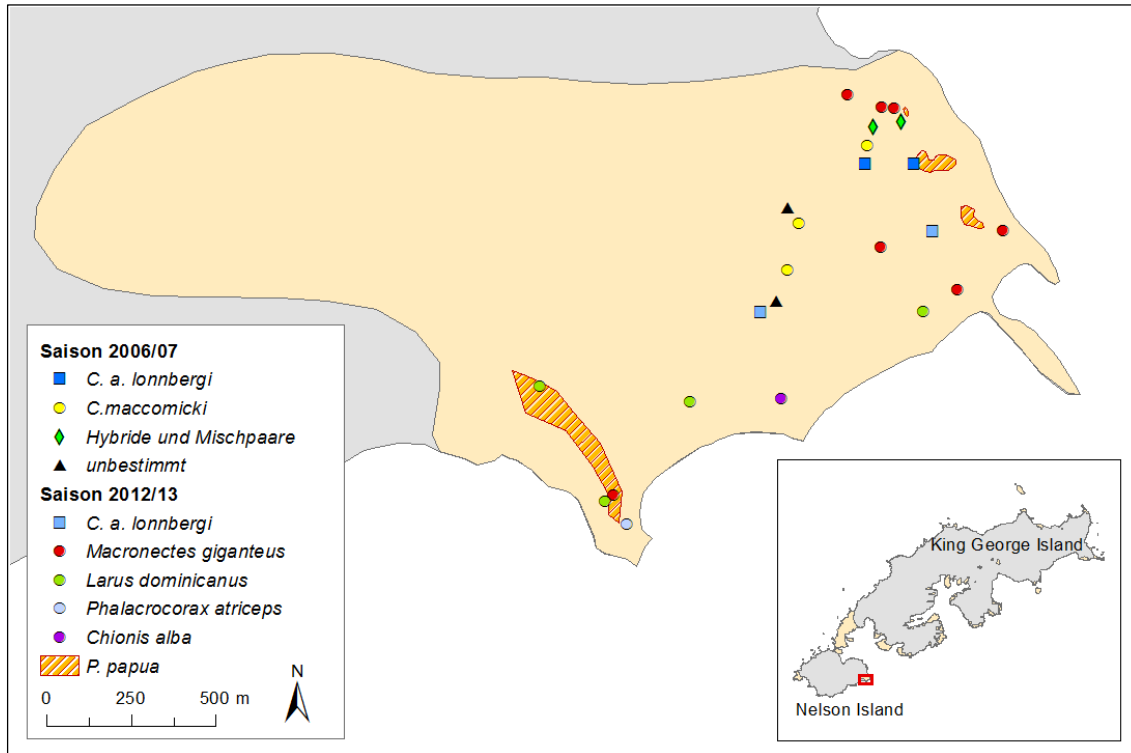 Saison 2006/07
C. a. lonnbergi
C.maccomicki
Hybride und Mischpaare
unbestimmt
Saison 2012/13
C. a. lonnbergi
Macronectes giganteus
Larus dominicanus
Phalacrocorax atriceps
Chionis alba
P. papua
N
0 250 500 m
King George Island
Nelson Island